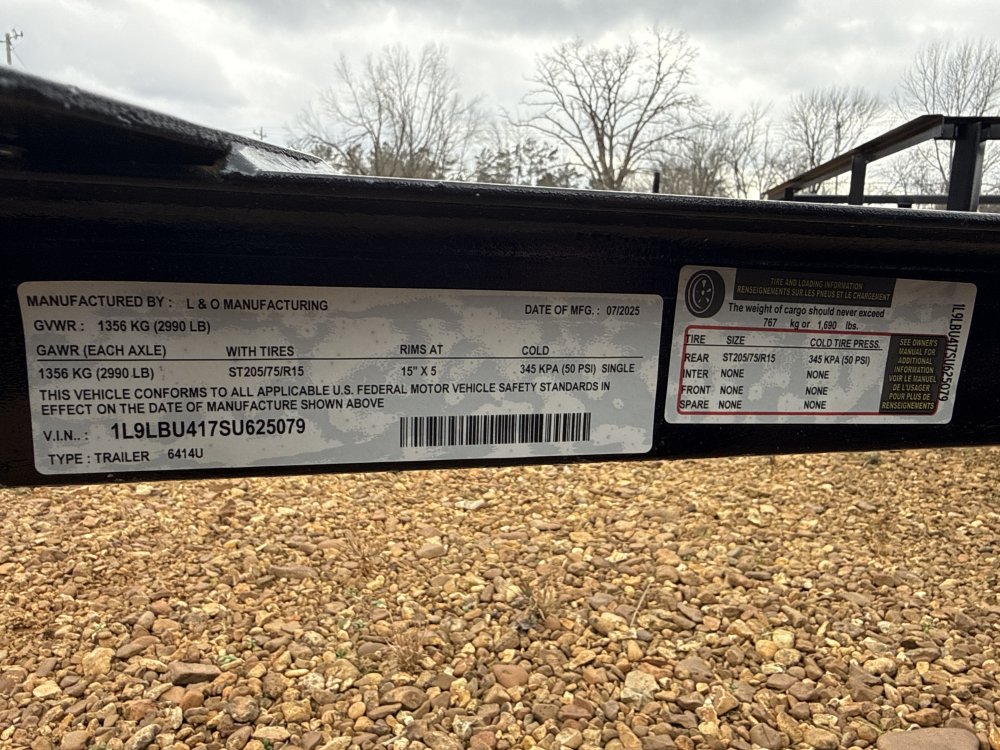 MANUFACTURED BY : L & O MANUFACTURING DATE OF MFG. : 07/2025
GVWR : 1356 KG (2990 LB)
GAWR (EACH AXLE) WITH TIRES RIMS AT COLD
1356 KG (2990 LB) ST205/75/R15 15" X 5 345 KPA (50 PSI) SINGLE
THIS VEHICLE CONFORMS TO ALL APPLICABLE U.S. FEDERAL MOTOR VEHICLE SAFETY STANDARDS IN
EFFECT ON THE DATE OF MANUFACTURE SHOWN ABOVE
V.I.N.. : 1L9LBU417SU625079
TYPE : TRAILER 6414U
TIRE AND LOADING INFORMATION
RENSEIGNEMENTS SUR LES PNEUS ET LE CHARGEMENT
The weight of cargo should never exceed
767 kg or 1,690 lbs.
TIRE SIZE COLD TIRE PRESS.
REAR ST205/75/R15 345 KPA (50 PSI)
INTER NONE NONE
FRONT NONE NONE
SPARE NONE NONE
SEE OWNER'S
MANUAL FOR
ADDITIONAL
INFORMATION
VOIR LE MANUEL
DE L'USAGER
POUR PLUS DE
RENSEIGNEMENTS
1L9LBU417SU625079